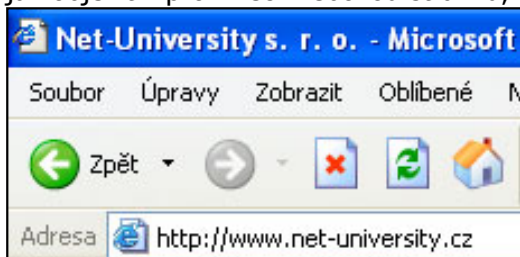 Net-University s. r. o. - Microsoft
Soubor Úpravy Zobrazit Oblíbené
Zpět
Adresa http://www.net-university.cz